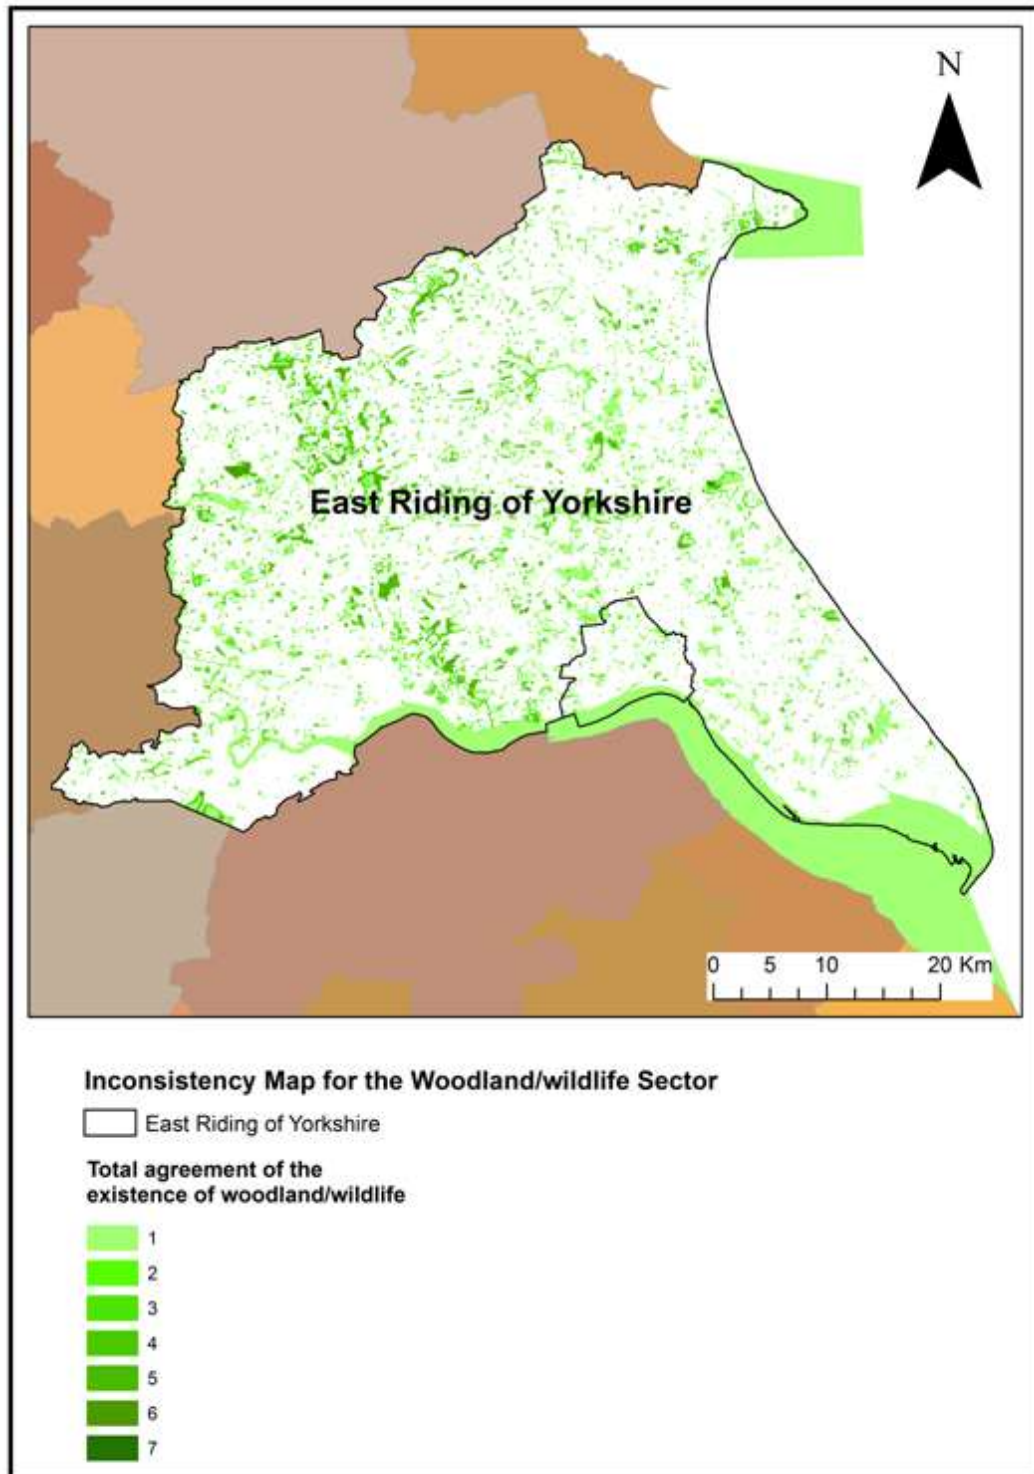 N
East Riding of Yorkshire
0 5 10 20 Km
Inconsistency Map for the Woodland/wildlife Sector
East Riding of Yorkshire
Total agreement of the
existence of woodland/wildlife
1
2
3
4
5
6
7